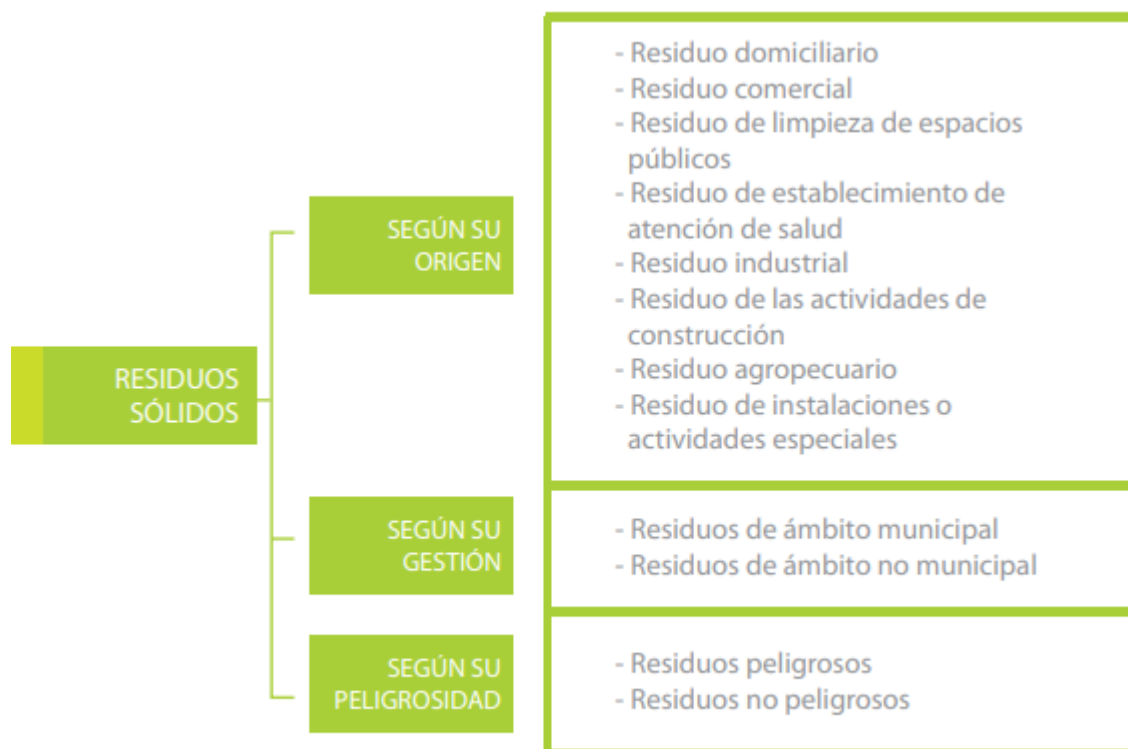 RESIDUOS
SÓLIDOS
SEGÚN SU
ORIGEN
- Residuo domiciliario
- Residuo comercial
- Residuo de limpieza de espacios
públicos
- Residuo de establecimiento de
atención de salud
- Residuo industrial
- Residuo de las actividades de
construcción
- Residuo agropecuario
- Residuo de instalaciones o
actividades especiales
SEGÚN SU
GESTIÓN
- Residuos de ámbito municipal
- Residuos de ámbito no municipal
SEGÚN SU
PELIGROSIDAD
- Residuos peligrosos
- Residuos no peligrosos